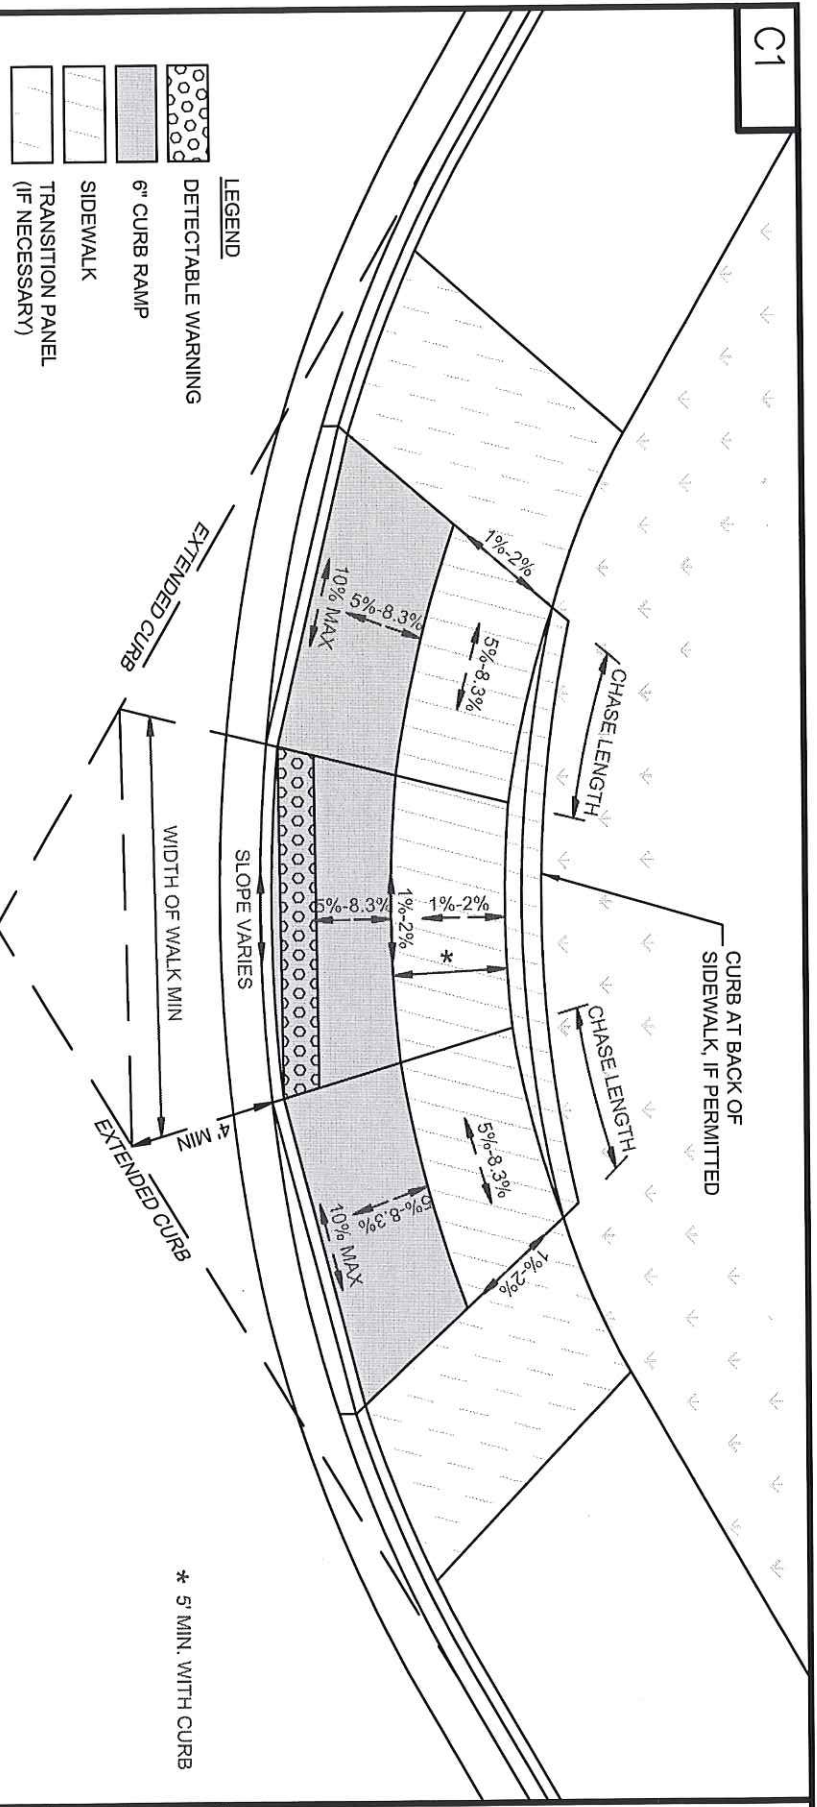 C1
CURB AT BACK OF
SIDEWALK, IF PERMITTED
CHASE LENGTH
CHASE LENGTH
1%-2%
5%-8.3%
1%-2%
*
5%-8.3%
1%-2%
5%-8.3%
10% MAX
5%-8.3%
1%-2%
5%-8.3%
10% MAX
SLOPE VARIES
4' MIN
WIDTH OF WALK MIN
EXTENDED CURB
EXTENDED CURB
* 5' MIN. WITH CURB
LEGEND
DETECTABLE WARNING
6" CURB RAMP
SIDEWALK
TRANSITION PANEL
(IF NECESSARY)